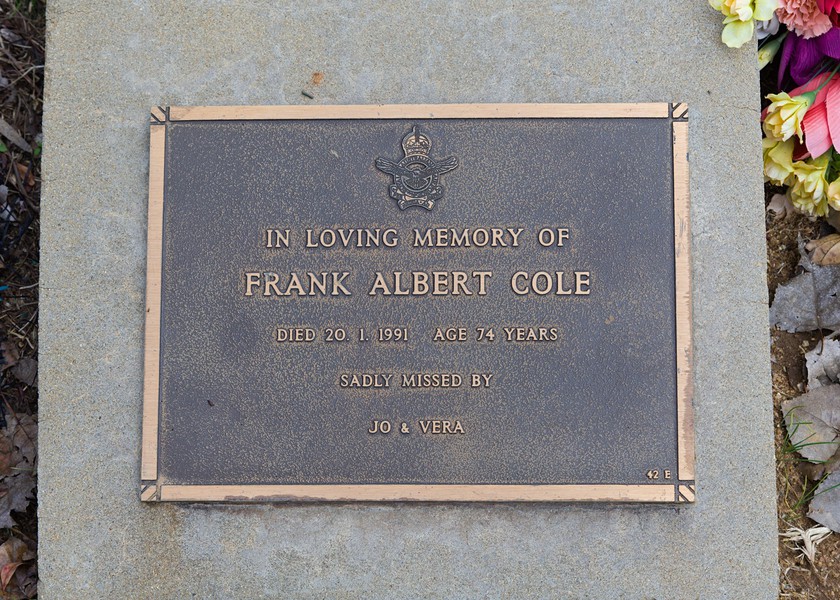 IN LOVING MEMORY OF
FRANK ALBERT COLE
DIED 20. 1. 1991 AGE 74 YEARS
SADLY MISSED BY
JO & VERA
42 E